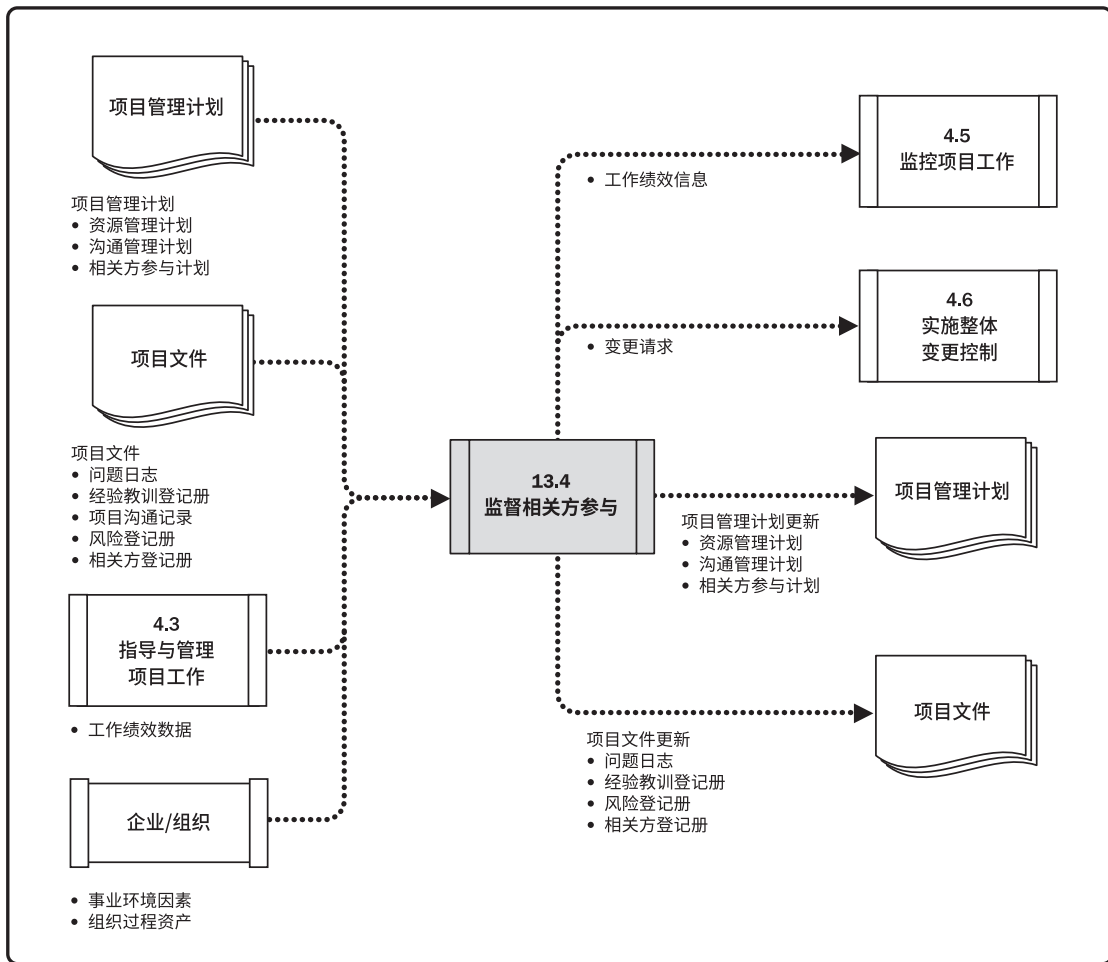 项目管理计划
项目管理计划
• 资源管理计划
• 沟通管理计划
• 相关方参与计划
项目文件
项目文件
• 问题日志
• 经验教训登记册
• 项目沟通记录
• 风险登记册
• 相关方登记册
4.3
指导与管理
项目工作
• 工作绩效数据
企业/组织
• 事业环境因素
• 组织过程资产
13.4
监督相关方参与
• 工作绩效信息
4.5
监控项目工作
• 变更请求
4.6
实施整体
变更控制
项目管理计划更新
• 资源管理计划
• 沟通管理计划
• 相关方参与计划
项目管理计划
项目文件更新
• 问题日志
• 经验教训登记册
• 风险登记册
• 相关方登记册
项目文件